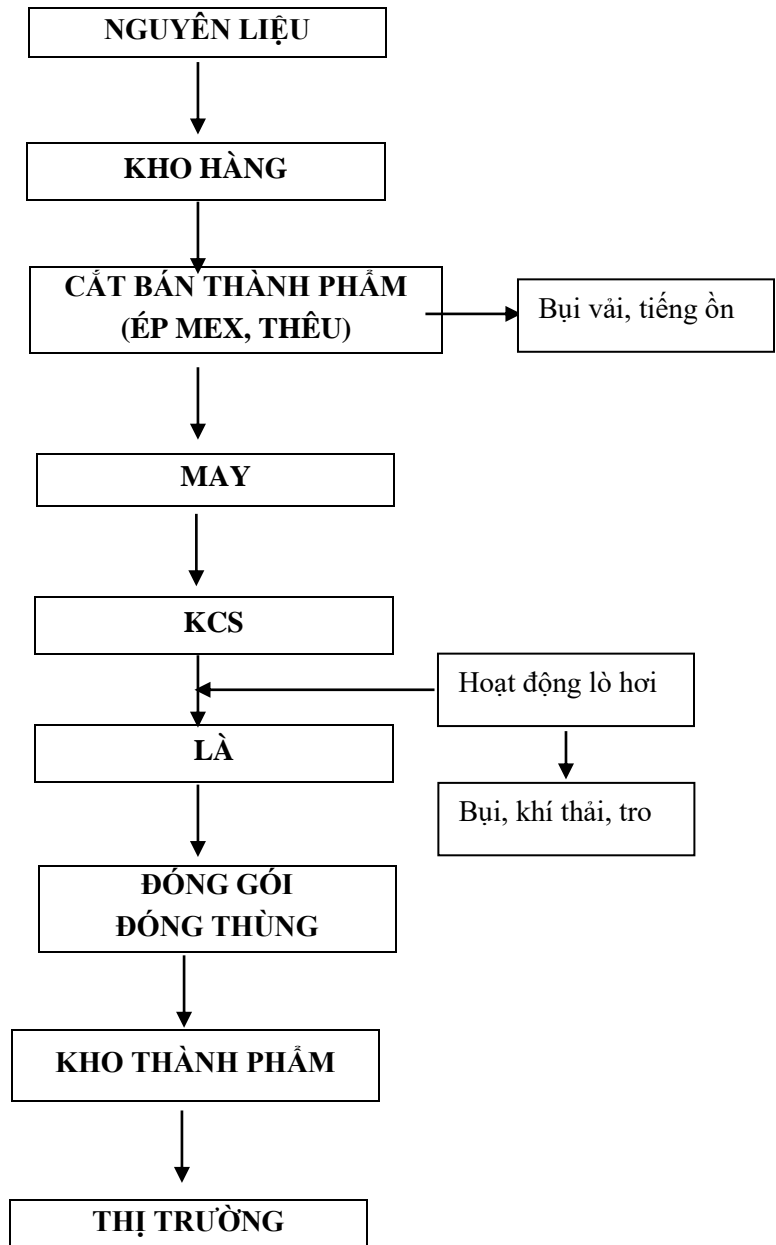 NGUYÊN LIỆU
KHO HÀNG
CẮT BÁN THÀNH PHẨM
(ÉP MEX, THÊU)
Bụi vải, tiếng ồn
MAY
KCS
Hoạt động lò hơi
LÀ
Bụi, khí thải, tro
ĐÓNG GÓI
ĐÓNG THÙNG
KHO THÀNH PHẨM
THỊ TRƯỜNG